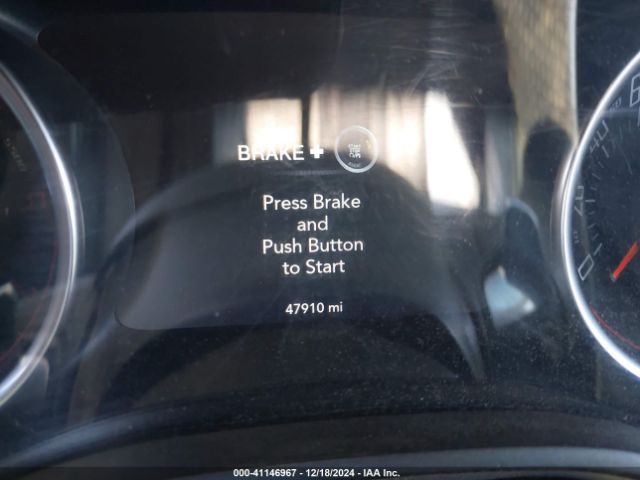 BRAKE +
Press Brake
and
Push Button
to Start
47910 mi
000-41146967 - 12/18/2024 - IAA Inc.